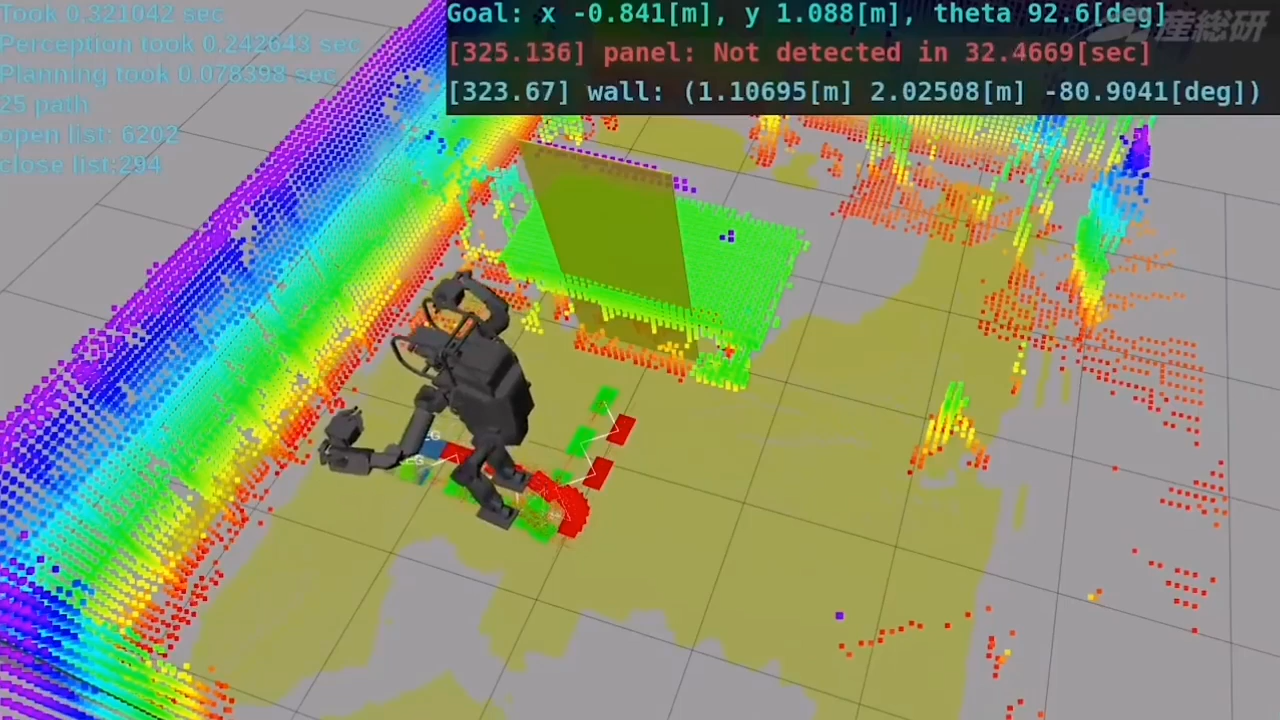 Took 0.321042 sec
Perception took 0.242643 sec
Planning took 0.078398 sec
25 path
open list: 6202
close list:294
Goal: x -0.841[m], y 1.088[m], theta 92.6[deg]
産総研
[325.136] panel: Not detected in 32.4669[sec]
[323.67] wall: (1.10695[m] 2.02508[m] -80.9041[deg])